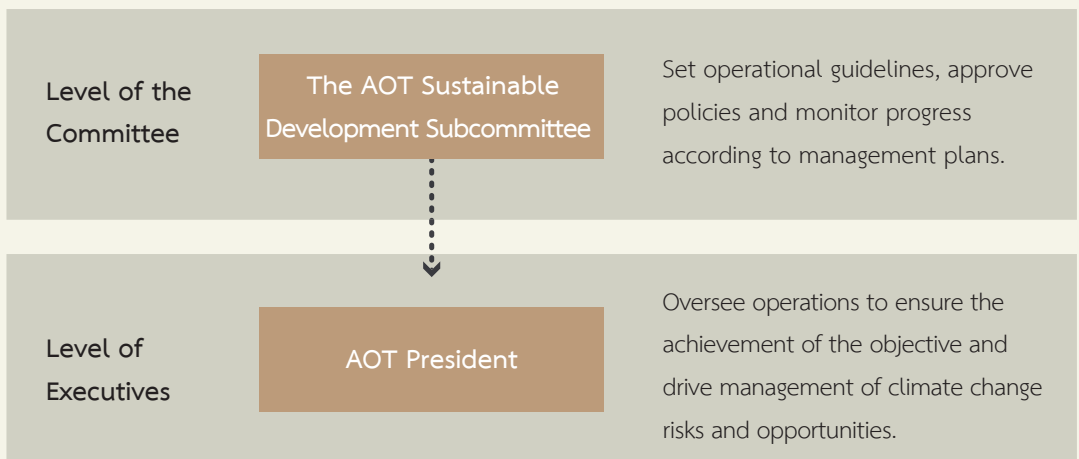 Level of the
Committee
The AOT Sustainable
Development Subcommittee
Set operational guidelines, approve
policies and monitor progress
according to management plans.
Level of
Executives
AOT President
Oversee operations to ensure the
achievement of the objective and
drive management of climate change
risks and opportunities.